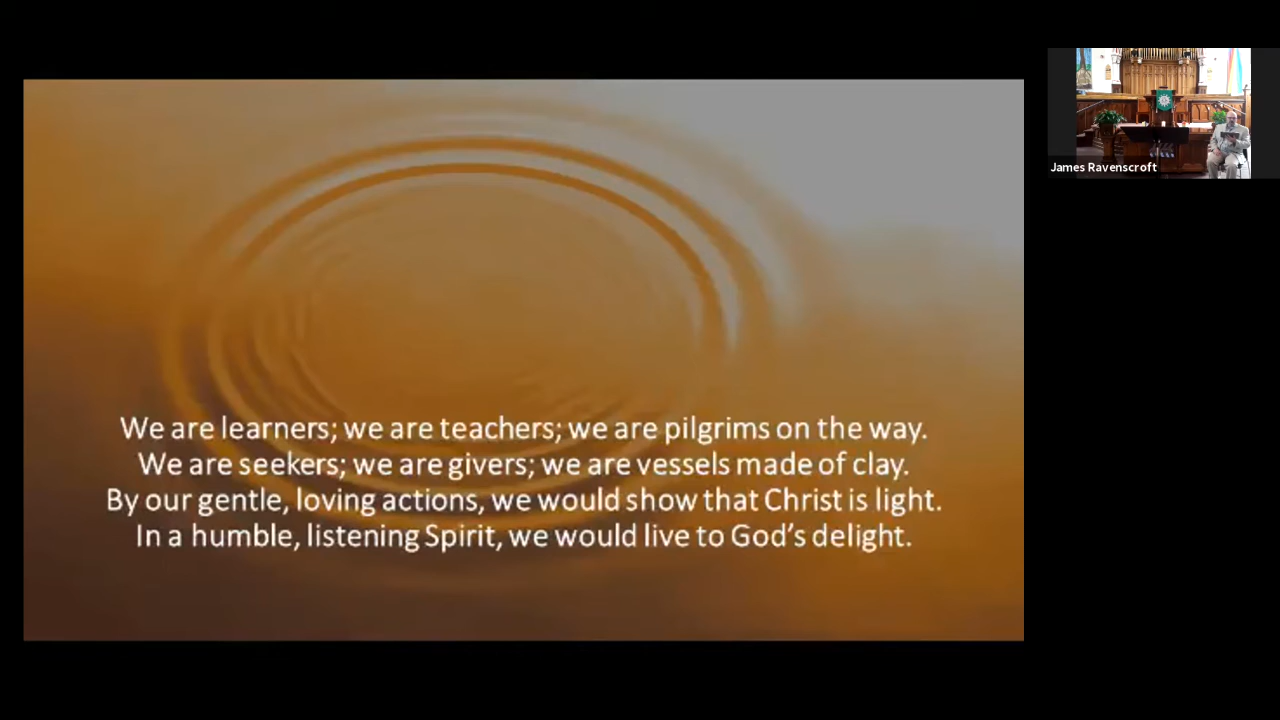 We are learners; we are teachers; we are pilgrims on the way.
We are seekers; we are givers; we are vessels made of clay.
By our gentle, loving actions, we would show that Christ is light.
In a humble, listening Spirit, we would live to God's delight.
James Ravenscroft